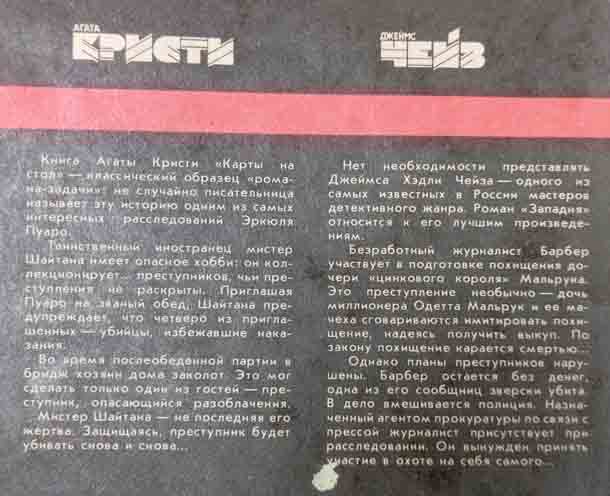 АГАТА
КРИСТИ
Книга Агаты Кристи «Карты на
стол» — классический образец «рома-
на-задачи»: не случайно писательница
называет эту историю одним из самых
интересных расследований Эркюля
Пуаро.
Таинственный иностранец мистер
Шайтана имеет опасное хобби: он кол-
лекционирует... преступников, чьи пре-
ступления не раскрыты. Приглашая
Пуаро на званый обед, Шайтана пре-
дупреждает, что четверо из пригла-
шенных — убийцы, избежавшие нака-
зания.
Во время послеобеденной партии в
бридж хозяин дома заколот. Это мог
сделать только один из гостей — пре-
ступник, опасающийся разоблачения.
Мистер Шайтана — не последняя его
жертва. Защищаясь, преступник будет
убивать снова и снова...
ДЖЕЙМС
ЧЕЙЗ
Нет необходимости представлять
Джеймса Хэдли Чейза — одного из
самых известных в России мастеров
детективного жанра. Роман «Западня»
относится к его лучшим произведе-
ниям.
Безработный журналист Барбер
участвует в подготовке похищения до-
чери «цинкового короля» Мальруна.
Это преступление необычно — дочь
миллионера Одетта Мальрук и ее ма-
чеха сговариваются имитировать похи-
щение, надеясь получить выкуп. По
закону похищение карается смертью...
Однако планы преступников нару-
шены. Барбер остается без денег,
одна из его сообщниц зверски убита.
В дело вмешивается полиция. Назна-
ченный агентом прокуратуры по связи с
прессой журналист присутствует при
расследовании. Он вынужден принять
участие в охоте на себя самого...